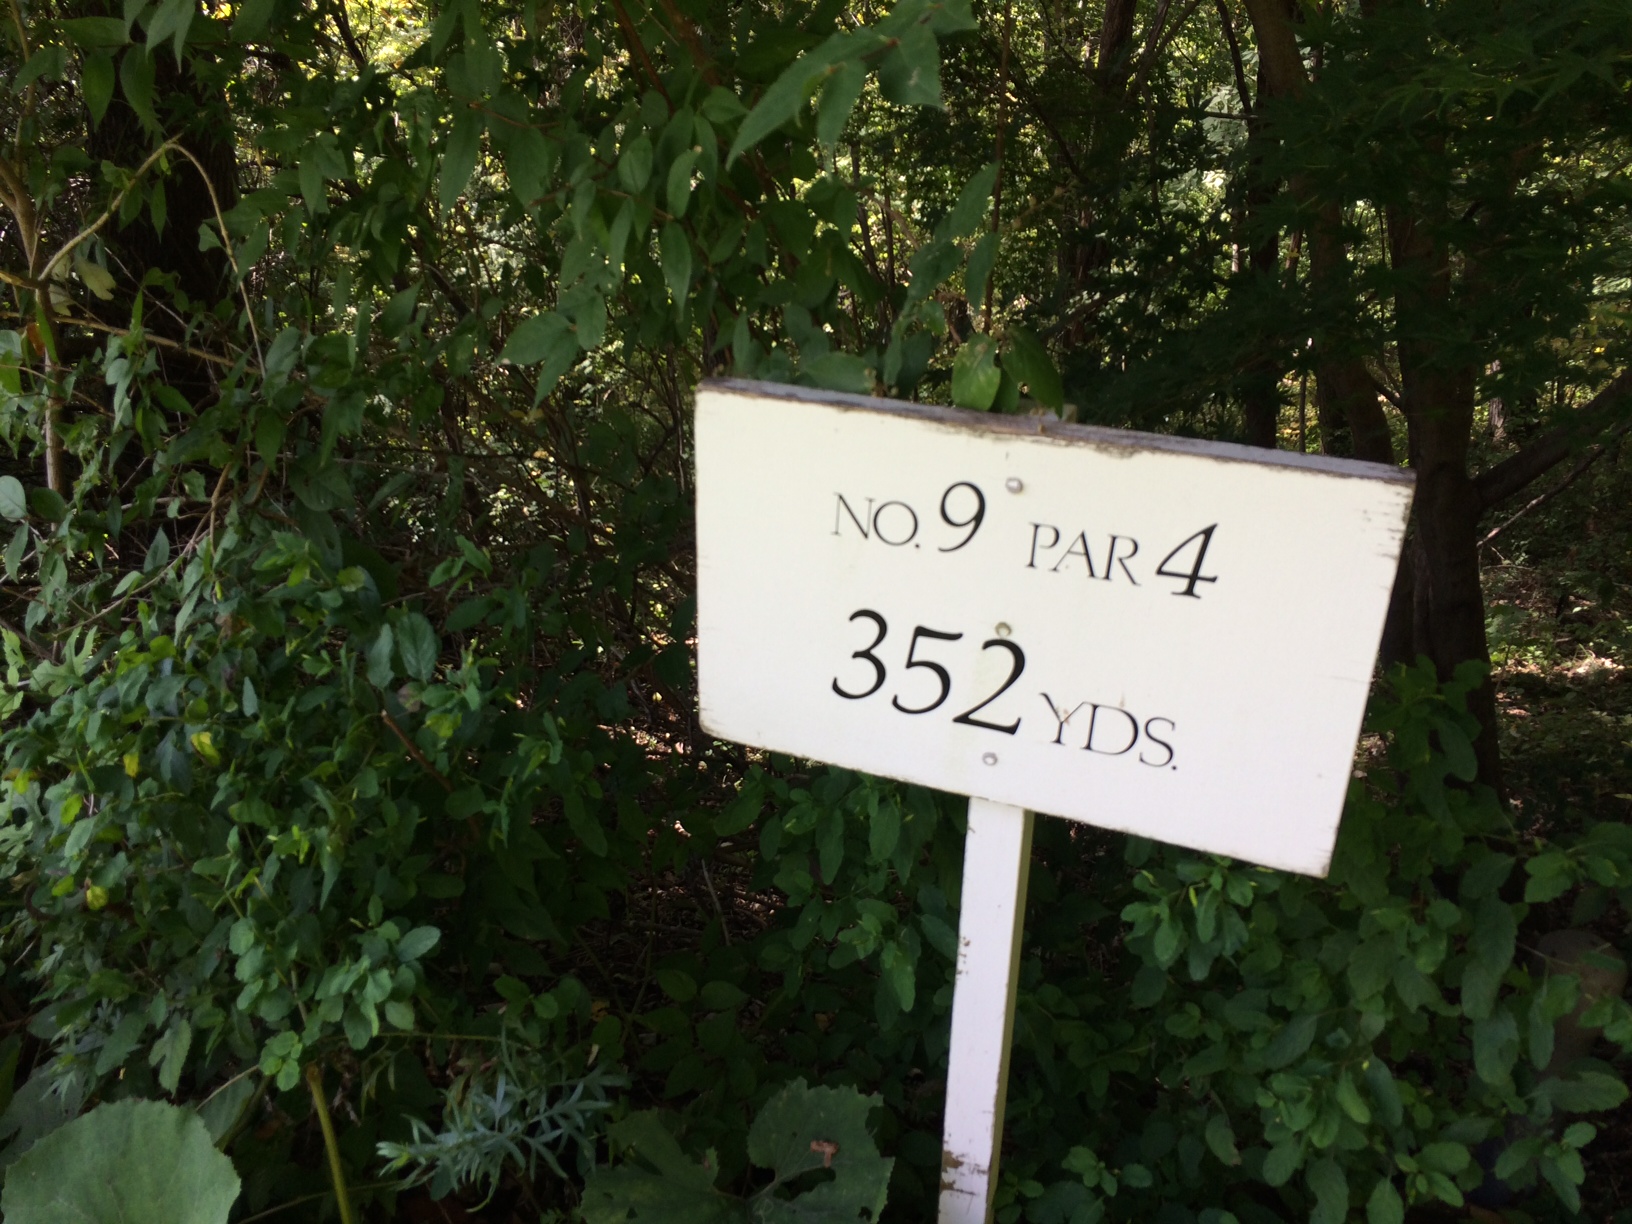 NO. 9 PAR 4
352 YDS.